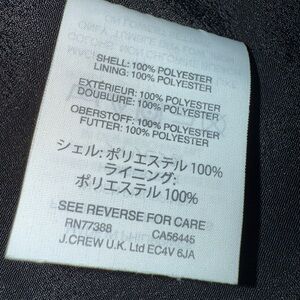 SHELL: 100% POLYESTER
LINING: 100% POLYESTER
EXTÉRIEUR: 100% POLYESTER
DOUBLURE: 100% POLYESTER
OBERSTOFF: 100% POLYESTER
FUTTER: 100% POLYESTER
シェル: ポリエステル 100%
ライニング:
ポリエステル 100%
SEE REVERSE FOR CARE
RN77388 CA56445
J.CREW U.K. Ltd EC4V 6JA